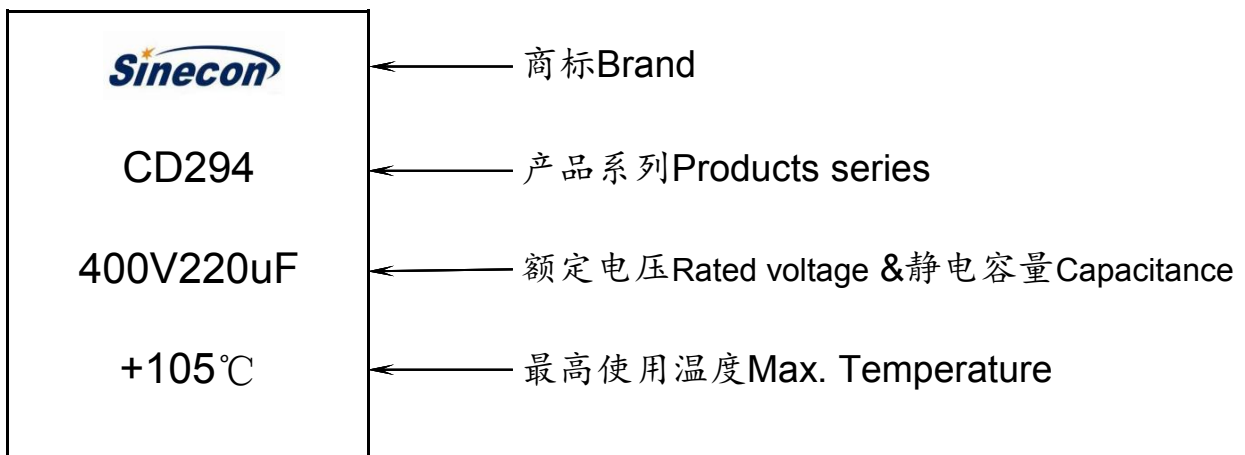 Sinecon 商标Brand
CD294 产品系列Products series
400V220uF 额定电压Rated voltage &静电容量Capacitance
+105℃ 最高使用温度Max. Temperature